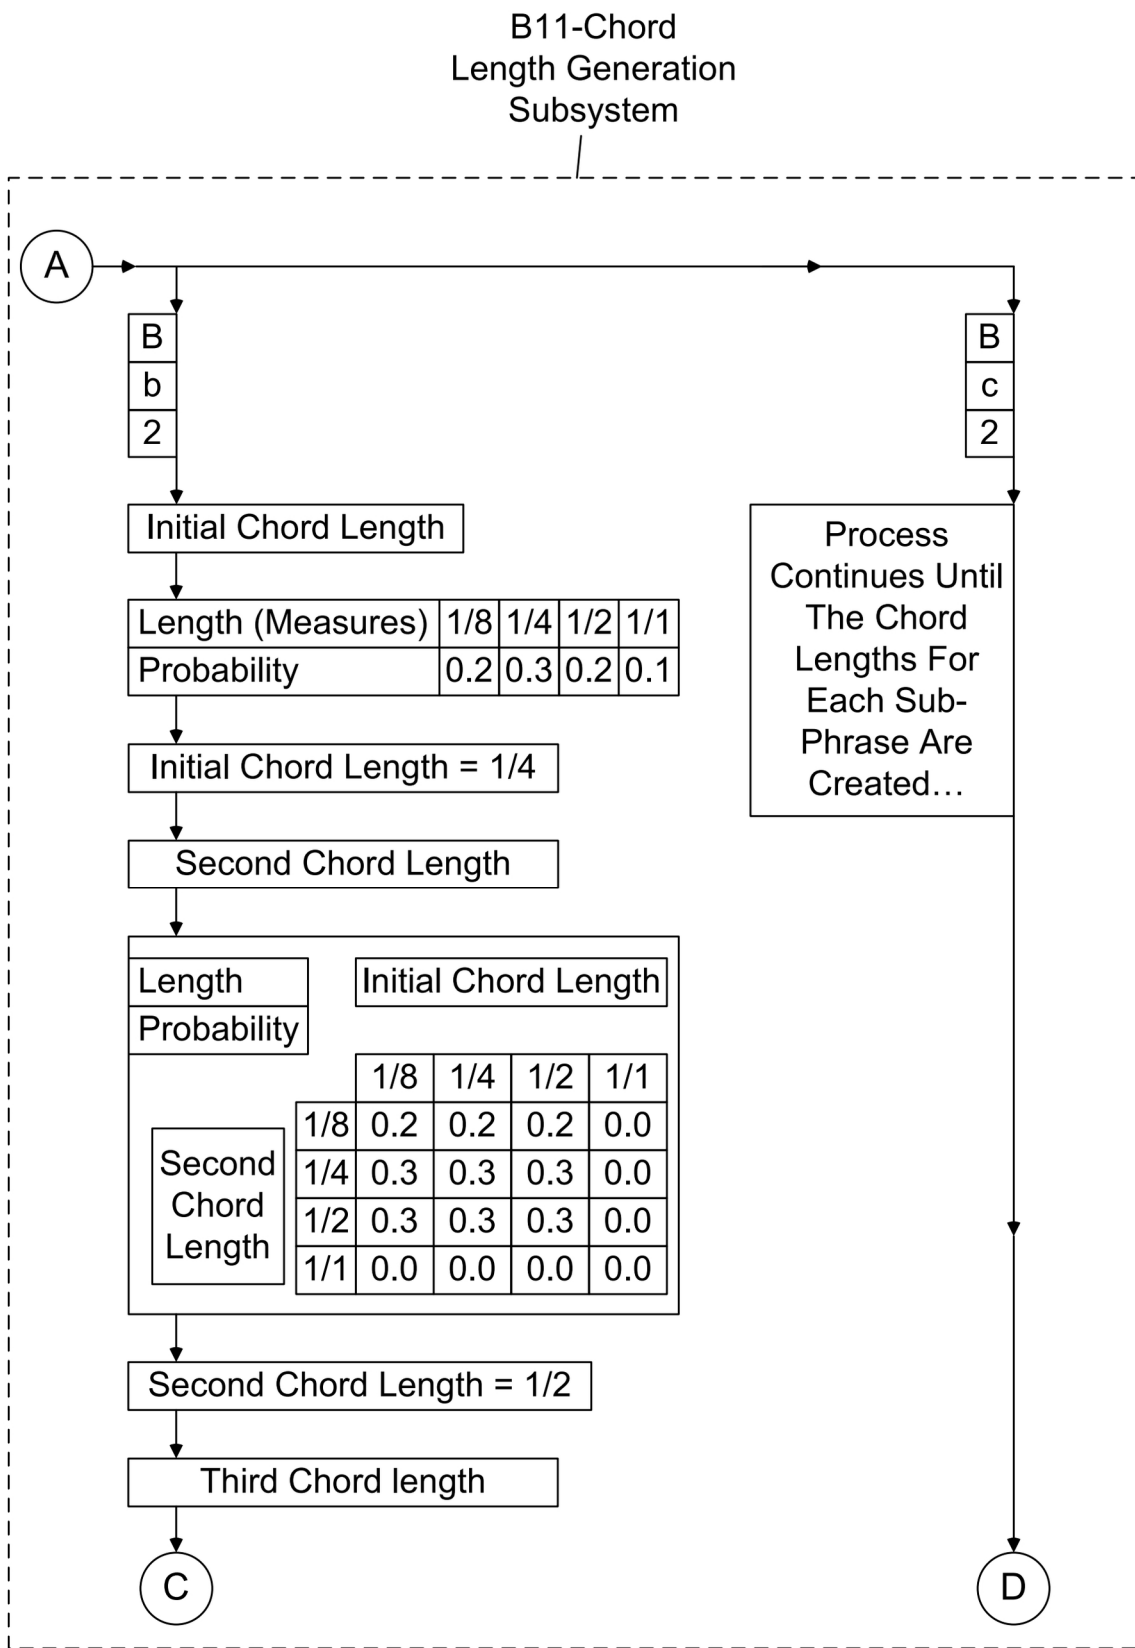 B11-Chord
Length Generation
Subsystem
A
B
b
2
B
c
2
Initial Chord Length
Length (Measures) 1/8 1/4 1/2 1/1
Probability 0.2 0.3 0.2 0.1
Initial Chord Length = 1/4
Second Chord Length
Process
Continues Until
The Chord
Lengths For
Each Sub-
Phrase Are
Created...
Length
Probability
Initial Chord Length
1/8 1/4 1/2 1/1
Second
Chord
Length
1/8 0.2 0.2 0.2 0.0
1/4 0.3 0.3 0.3 0.0
1/2 0.3 0.3 0.3 0.0
1/1 0.0 0.0 0.0 0.0
Second Chord Length = 1/2
Third Chord length
C
D